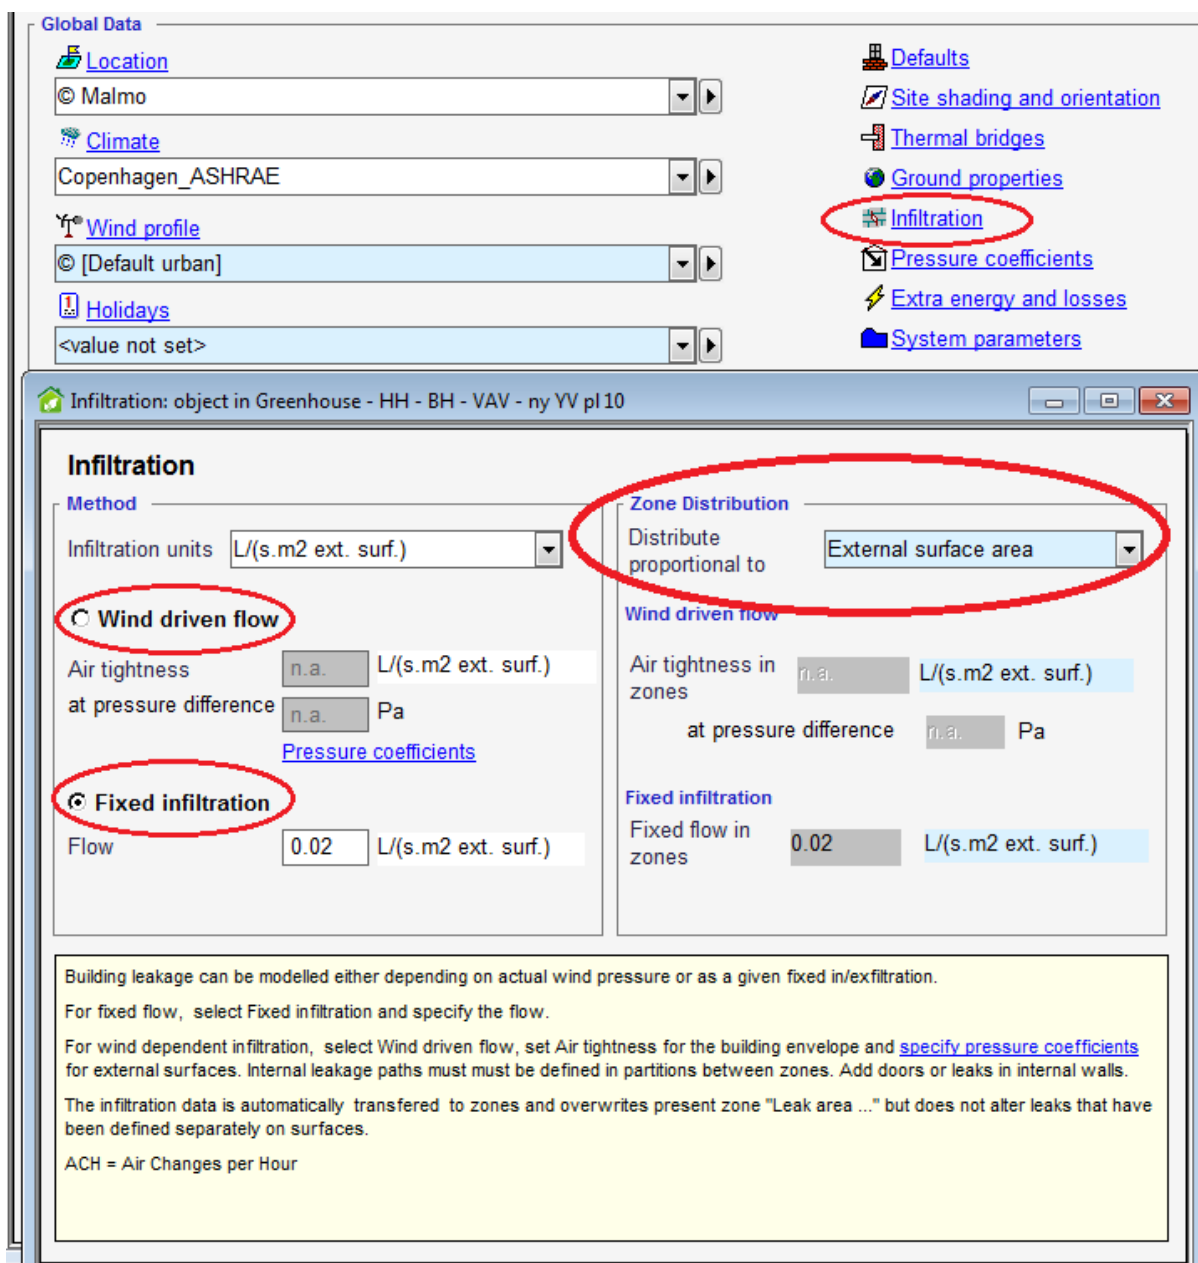 Global Data
Location
© Malmo
Climate
Copenhagen_ASHRAE
Wind profile
© [Default urban]
Holidays
<value not set>
Defaults
Site shading and orientation
Thermal bridges
Ground properties
Infiltration
Pressure coefficients
Extra energy and losses
System parameters
Infiltration: object in Greenhouse - HH - BH - VAV - ny YV pl 10
Infiltration
Method
Infiltration units L/(s.m2 ext. surf.)
Wind driven flow
Air tightness n.a. L/(s.m2 ext. surf.)
at pressure difference n.a. Pa
Pressure coefficients
Fixed infiltration
Flow 0.02 L/(s.m2 ext. surf.)
Zone Distribution
Distribute
proportional to External surface area
Wind driven flow
Air tightness in
zones n.a. L/(s.m2 ext. surf.)
at pressure difference n.a. Pa
Fixed infiltration
Fixed flow in
zones 0.02 L/(s.m2 ext. surf.)
Building leakage can be modelled either depending on actual wind pressure or as a given fixed in/exfiltration.
For fixed flow, select Fixed infiltration and specify the flow.
For wind dependent infiltration, select Wind driven flow, set Air tightness for the building envelope and specify pressure coefficients
for external surfaces. Internal leakage paths must must be defined in partitions between zones. Add doors or leaks in internal walls.
The infiltration data is automatically transfered to zones and overwrites present zone "Leak area ..." but does not alter leaks that have
been defined separately on surfaces.
ACH = Air Changes per Hour